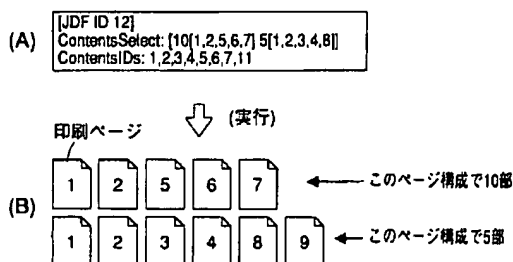 (A)
[JDF ID 12]
ContentsSelect: {10[1,2,5,6,7] 5[1,2,3,4,8]}
ContentsIDs: 1,2,3,4,5,6,7,11
(実行)
印刷ページ
(B)
1 2 5 6 7 このページ構成で10部
1 2 3 4 8 9 このページ構成で5部